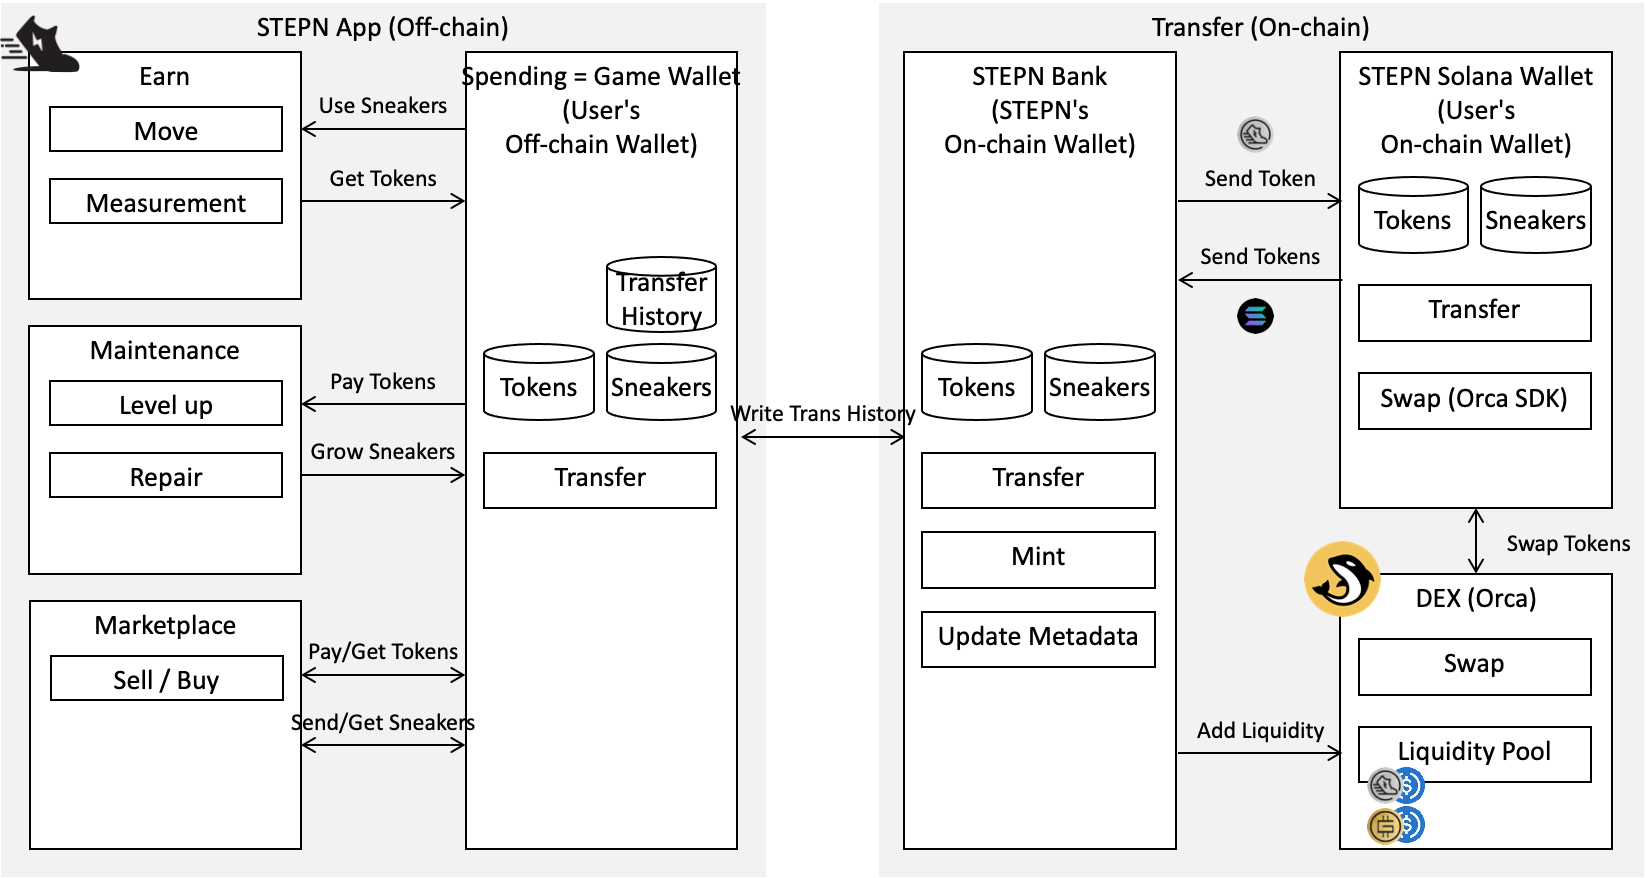 STEPN App (Off-chain)
Earn
Move
Measurement
Use Sneakers
Get Tokens
Maintenance
Level up
Repair
Pay Tokens
Grow Sneakers
Marketplace
Sell / Buy
Pay/Get Tokens
Send/Get Sneakers
Spending = Game Wallet
(User's
Off-chain Wallet)
Transfer
History
Tokens
Sneakers
Transfer
Write Trans History
Transfer (On-chain)
STEPN Bank
(STEPN's
On-chain Wallet)
Tokens
Sneakers
Transfer
Mint
Update Metadata
Send Token
Send Tokens
Add Liquidity
STEPN Solana Wallet
(User's
On-chain Wallet)
Tokens
Sneakers
Transfer
Swap (Orca SDK)
Swap Tokens
DEX (Orca)
Swap
Liquidity Pool